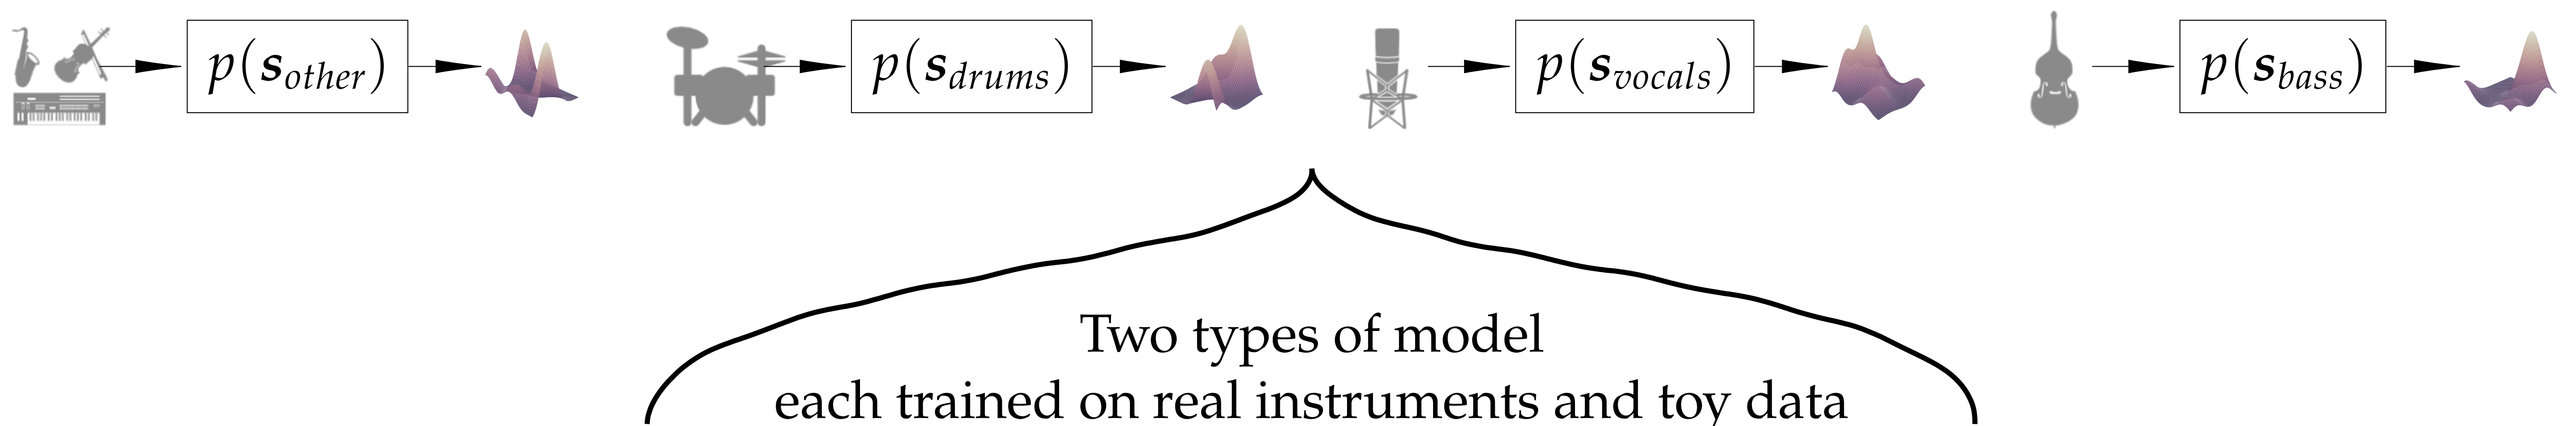 p(s_other) p(s_drums) p(s_vocals) p(s_bass)
Two types of model
each trained on real instruments and toy data